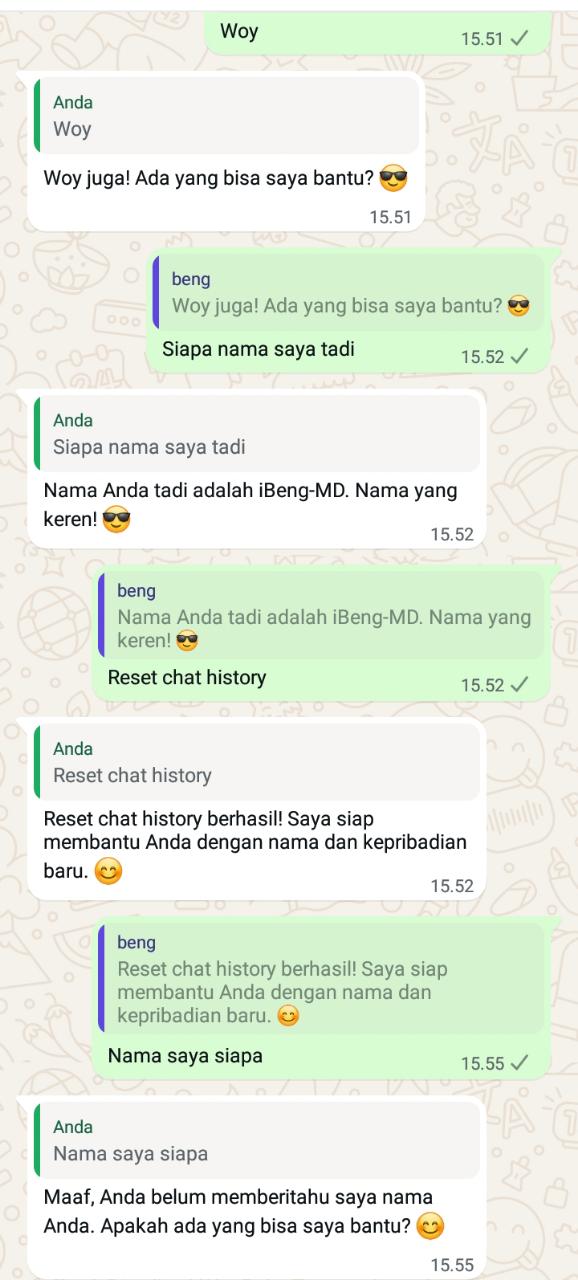 Woy
15.51
Anda
Woy
Woy juga! Ada yang bisa saya bantu? 😎
15.51
beng
Woy juga! Ada yang bisa saya bantu? 😎
Siapa nama saya tadi
15.52
Anda
Siapa nama saya tadi
Nama Anda tadi adalah iBeng-MD. Nama yang
keren! 😎
15.52
beng
Nama Anda tadi adalah iBeng-MD. Nama yang
keren! 😎
Reset chat history
15.52
Anda
Reset chat history
Reset chat history berhasil! Saya siap
membantu Anda dengan nama dan kepribadian
baru. 😊
15.52
beng
Reset chat history berhasil! Saya siap
membantu Anda dengan nama dan
kepribadian baru. 😊
Nama saya siapa
15.55
Anda
Nama saya siapa
Maaf, Anda belum memberitahu saya nama
Anda. Apakah ada yang bisa saya bantu? 😊
15.55